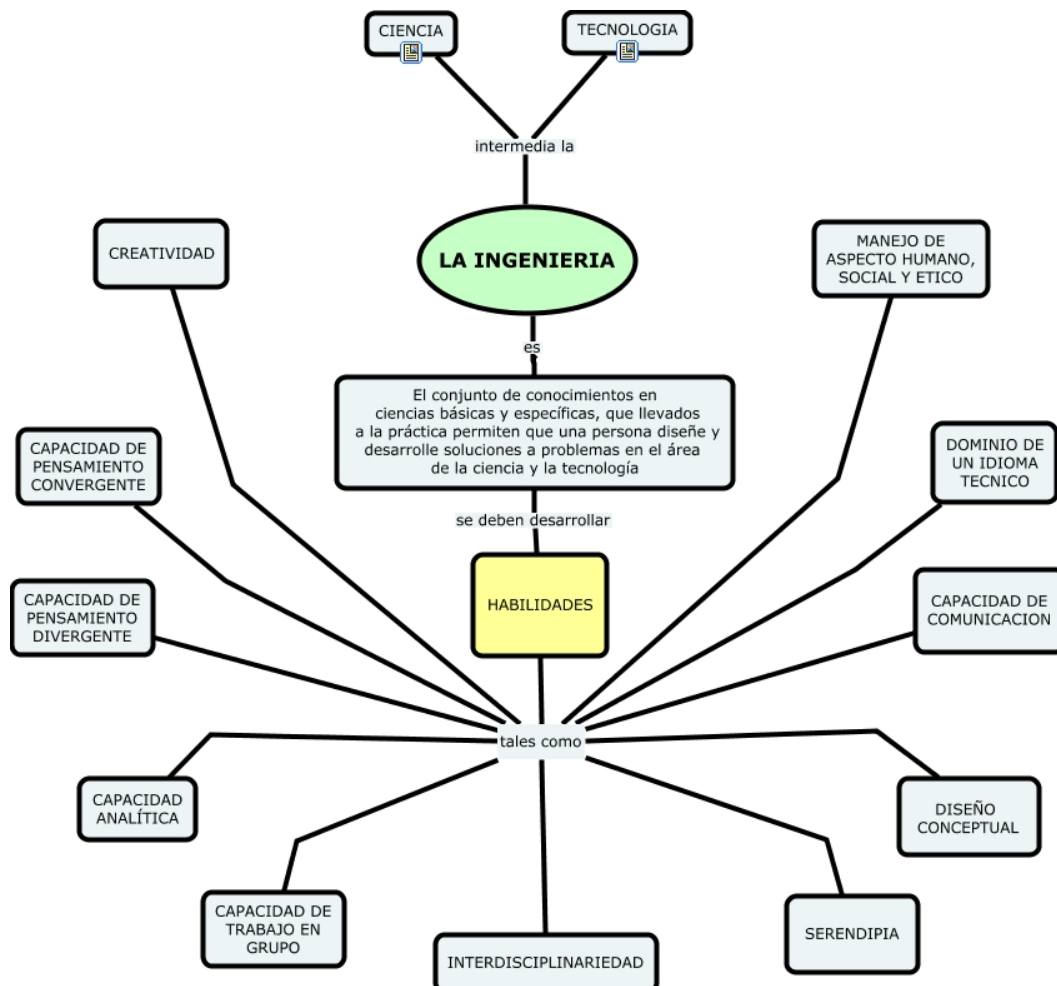 CIENCIA
TECNOLOGIA
intermedia la
LA INGENIERIA
CREATIVIDAD
MANEJO DE
ASPECTO HUMANO,
SOCIAL Y ETICO
es
El conjunto de conocimientos en
ciencias básicas y específicas, que llevados
a la práctica permiten que una persona diseñe y
desarrolle soluciones a problemas en el área
de la ciencia y la tecnología
CAPACIDAD DE
PENSAMIENTO
CONVERGENTE
DOMINIO DE
UN IDIOMA
TECNICO
se deben desarrollar
HABILIDADES
CAPACIDAD DE
PENSAMIENTO
DIVERGENTE
CAPACIDAD DE
COMUNICACION
tales como
CAPACIDAD
ANALÍTICA
DISEÑO
CONCEPTUAL
CAPACIDAD DE
TRABAJO EN
GRUPO
INTERDISCIPLINARIEDAD
SERENDIPIA